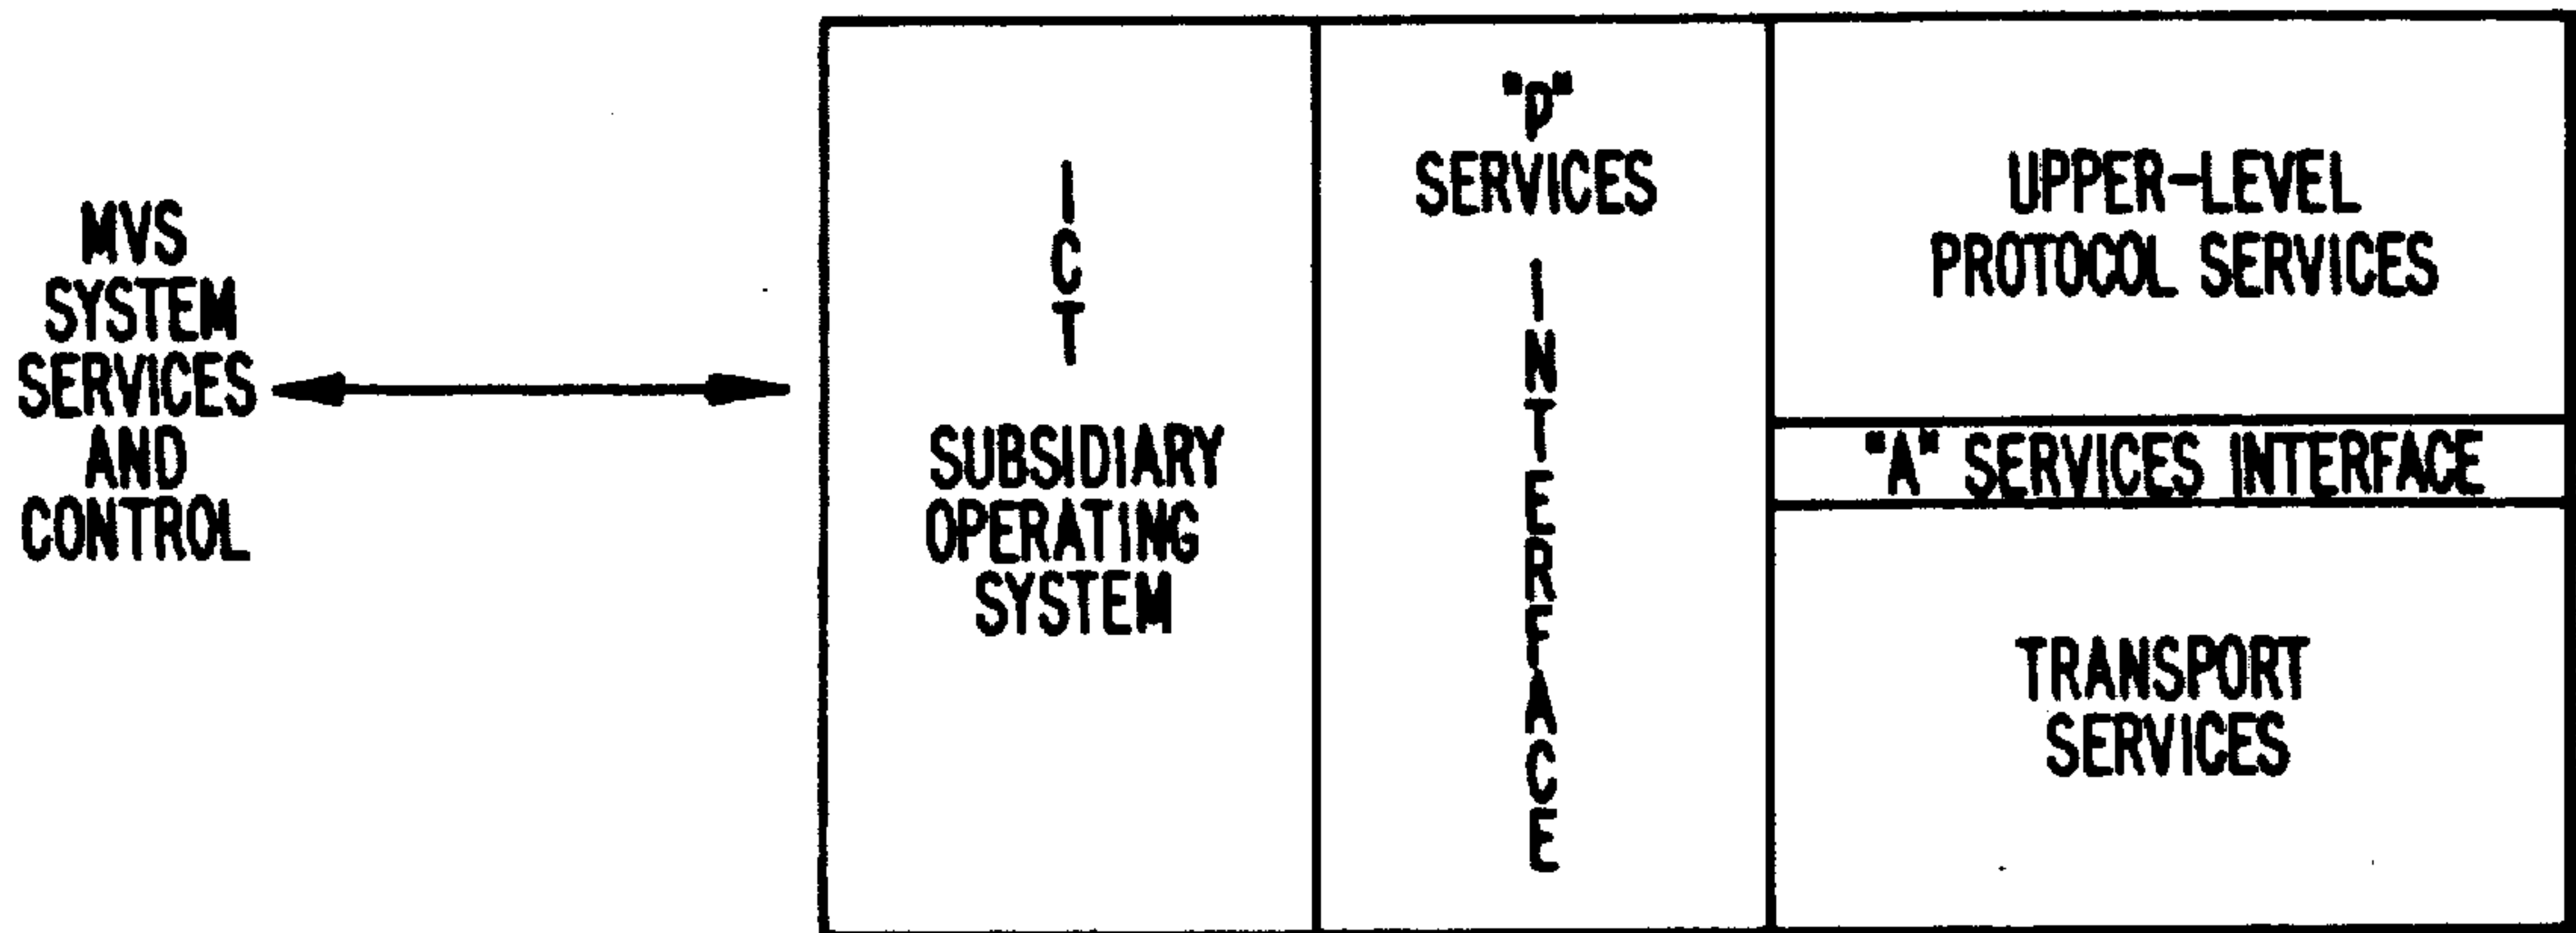 MVS
SYSTEM
SERVICES
AND
CONTROL
I
C
T
SUBSIDIARY
OPERATING
SYSTEM
"P"
SERVICES
I
N
T
E
R
F
A
C
E
UPPER-LEVEL
PROTOCOL SERVICES
"A" SERVICES INTERFACE
TRANSPORT
SERVICES